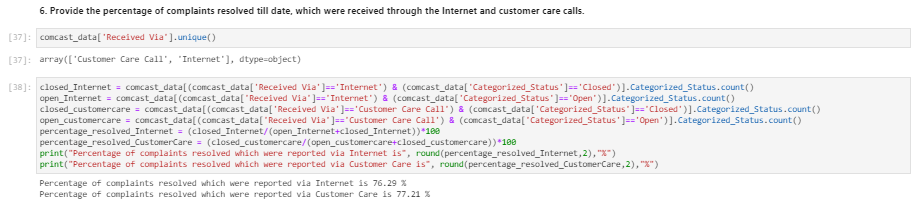 6. Provide the percentage of complaints resolved till date, which were received through the Internet and customer care calls.
[37]: comcast_data['Received Via'].unique()
[37]: array(['Customer Care Call', 'Internet'], dtype=object)
[38]: closed_Internet = comcast_data[(comcast_data['Received Via']=='Internet') & (comcast_data['Categorized_Status']=='Closed')].Categorized_Status.count()
open_Internet = comcast_data[(comcast_data['Received Via']=='Internet') & (comcast_data['Categorized_Status']=='Open')].Categorized_Status.count()
closed_customercare = comcast_data[(comcast_data['Received Via']=='Customer Care Call') & (comcast_data['Categorized_Status']=='Closed')].Categorized_Status.count()
open_customercare = comcast_data[(comcast_data['Received Via']=='Customer Care Call') & (comcast_data['Categorized_Status']=='Open')].Categorized_Status.count()
percentage_resolved_Internet = (closed_Internet/(open_Internet+closed_Internet))*100
percentage_resolved_CustomerCare = (closed_customercare/(open_customercare+closed_customercare))*100
print("Percentage of complaints resolved which were reported via Internet is", round(percentage_resolved_Internet,2),"%")
print("Percentage of complaints resolved which were reported via Customer Care is", round(percentage_resolved_CustomerCare,2),"%")
Percentage of complaints resolved which were reported via Internet is 76.29 %
Percentage of complaints resolved which were reported via Customer Care is 77.21 %